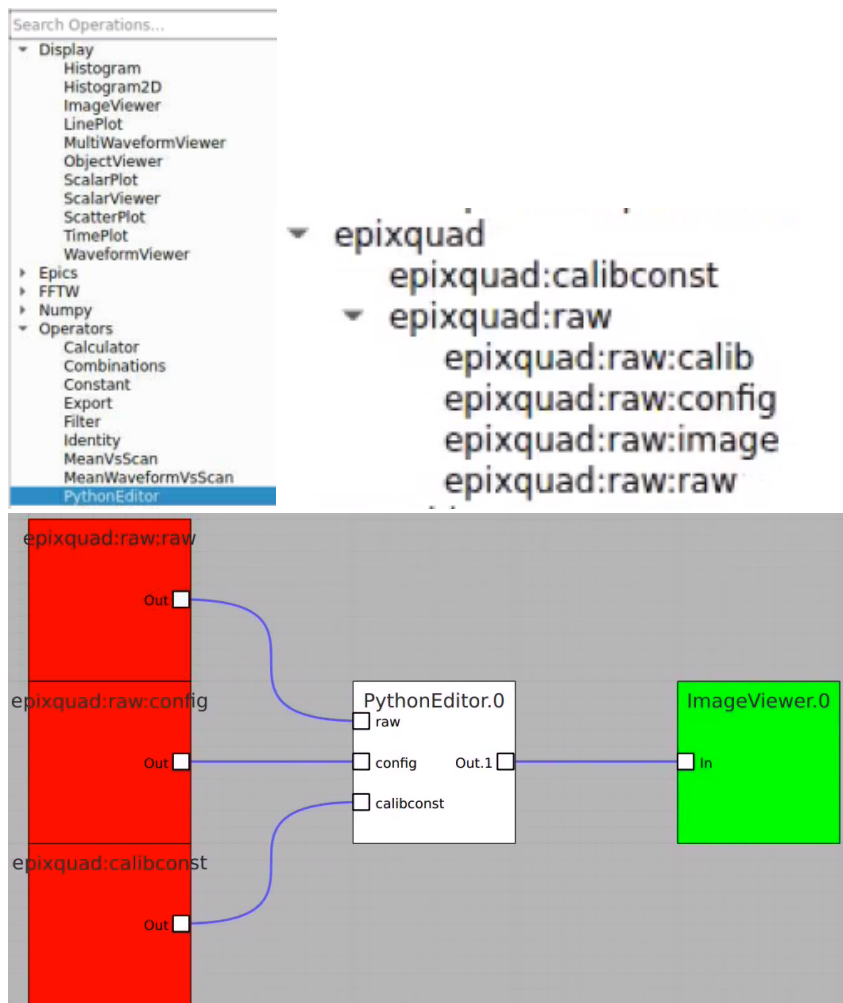 Search Operations...
Display
Histogram
Histogram2D
ImageViewer
LinePlot
MultiWaveformViewer
ObjectViewer
ScalarPlot
ScalarViewer
ScatterPlot
TimePlot
WaveformViewer
Epics
FFTW
Numpy
Operators
Calculator
Combinations
Constant
Export
Filter
Identity
MeanVsScan
MeanWaveformVsScan
PythonEditor
epixquad
epixquad:calibconst
epixquad:raw
epixquad:raw:calib
epixquad:raw:config
epixquad:raw:image
epixquad:raw:raw
epixquad:raw:raw
Out
epixquad:raw:config
Out
epixquad:calibconst
Out
PythonEditor.0
raw
config Out.1
calibconst
ImageViewer.0
In